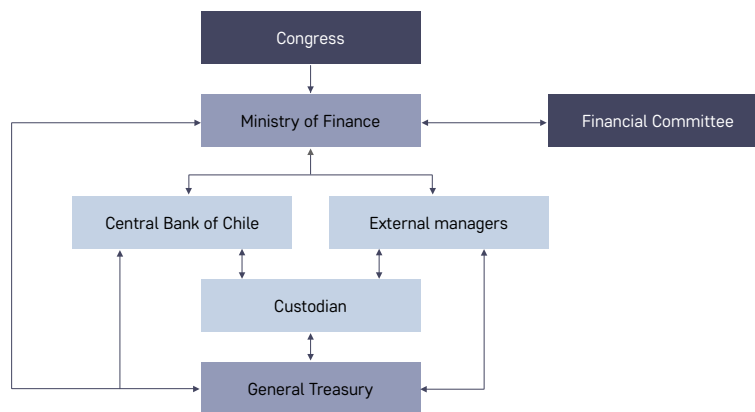 Congress
Ministry of Finance
Financial Committee
Central Bank of Chile
External managers
Custodian
General Treasury